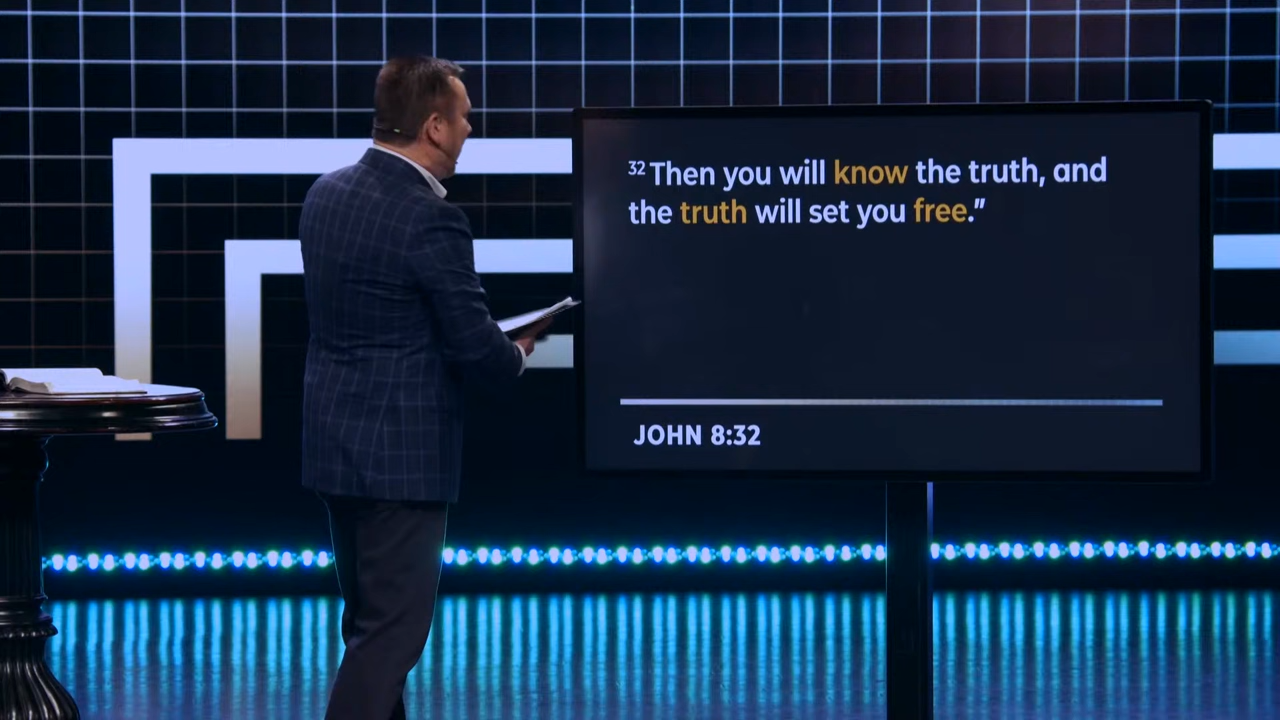 32 Then you will know the truth, and
the truth will set you free.”
JOHN 8:32